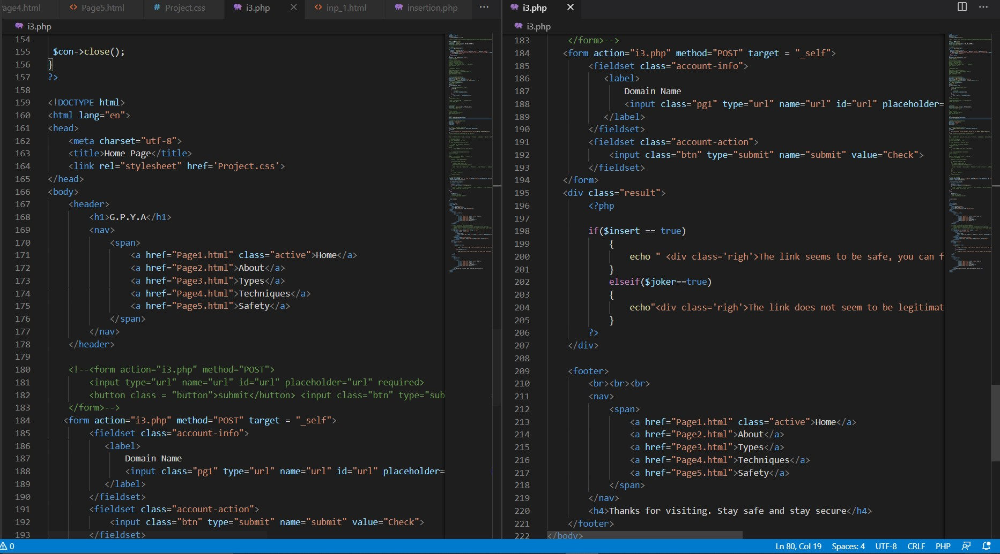 age4.html
Page5.html
Project.css
i3.php
inp_1.html
insertion.php
i3.php
154
155 $con->close();
156 }
157 ?>
158
159 <!DOCTYPE html>
160 <html lang="en">
161 <head>
162 <meta charset="utf-8">
163 <title>Home Page</title>
164 <link rel="stylesheet" href='Project.css'>
165 </head>
166 <body>
167 <header>
168 <h1>G.P.Y.A</h1>
169 <nav>
170 <span>
171 <a href="Page1.html" class="active">Home</a>
172 <a href="Page2.html">About</a>
173 <a href="Page3.html">Types</a>
174 <a href="Page4.html">Techniques</a>
175 <a href="Page5.html">Safety</a>
176 </span>
177 </nav>
178 </header>
179
180 <!--<form action="i3.php" method="POST">
181 <input type="url" name="url" id="url" placeholder="url" required>
182 <button class = "button">submit</button> <input class="btn" type="sub
183 </form>-->
184 <form action="i3.php" method="POST" target = "_self">
185 <fieldset class="account-info">
186 <label>
187 Domain Name
188 <input class="pg1" type="url" name="url" id="url" placeholder=
189 </label>
190 </fieldset>
191 <fieldset class="account-action">
192 <input class="btn" type="submit" name="submit" value="Check">
193 </fieldset>
i3.php
i3.php
183 </form>-->
184 <form action="i3.php" method="POST" target = "_self">
185 <fieldset class="account-info">
186 <label>
187 Domain Name
188 <input class="pg1" type="url" name="url" id="url" placeholder=
189 </label>
190 </fieldset>
191 <fieldset class="account-action">
192 <input class="btn" type="submit" name="submit" value="Check">
193 </fieldset>
194 </form>
195 <div class="result">
196 <?php
197
198 if($insert == true)
199 {
200 echo " <div class='righ'>The link seems to be safe, you can f
201 }
202 elseif($joker==true)
203 {
204 echo"<div class='righ'>The link does not seem to be legitimat
205 }
206 ?>
207 </div>
208
209 <footer>
210 <br><br><br>
211 <nav>
212 <span>
213 <a href="Page1.html" class="active">Home</a>
214 <a href="Page2.html">About</a>
215 <a href="Page3.html">Types</a>
216 <a href="Page4.html">Techniques</a>
217 <a href="Page5.html">Safety</a>
218 </span>
219 </nav>
220 <h4>Thanks for visiting. Stay safe and stay secure</h4>
221 </footer>
222 </body>
0
Ln 80, Col 19 Spaces: 4 UTF-8 CRLF PHP